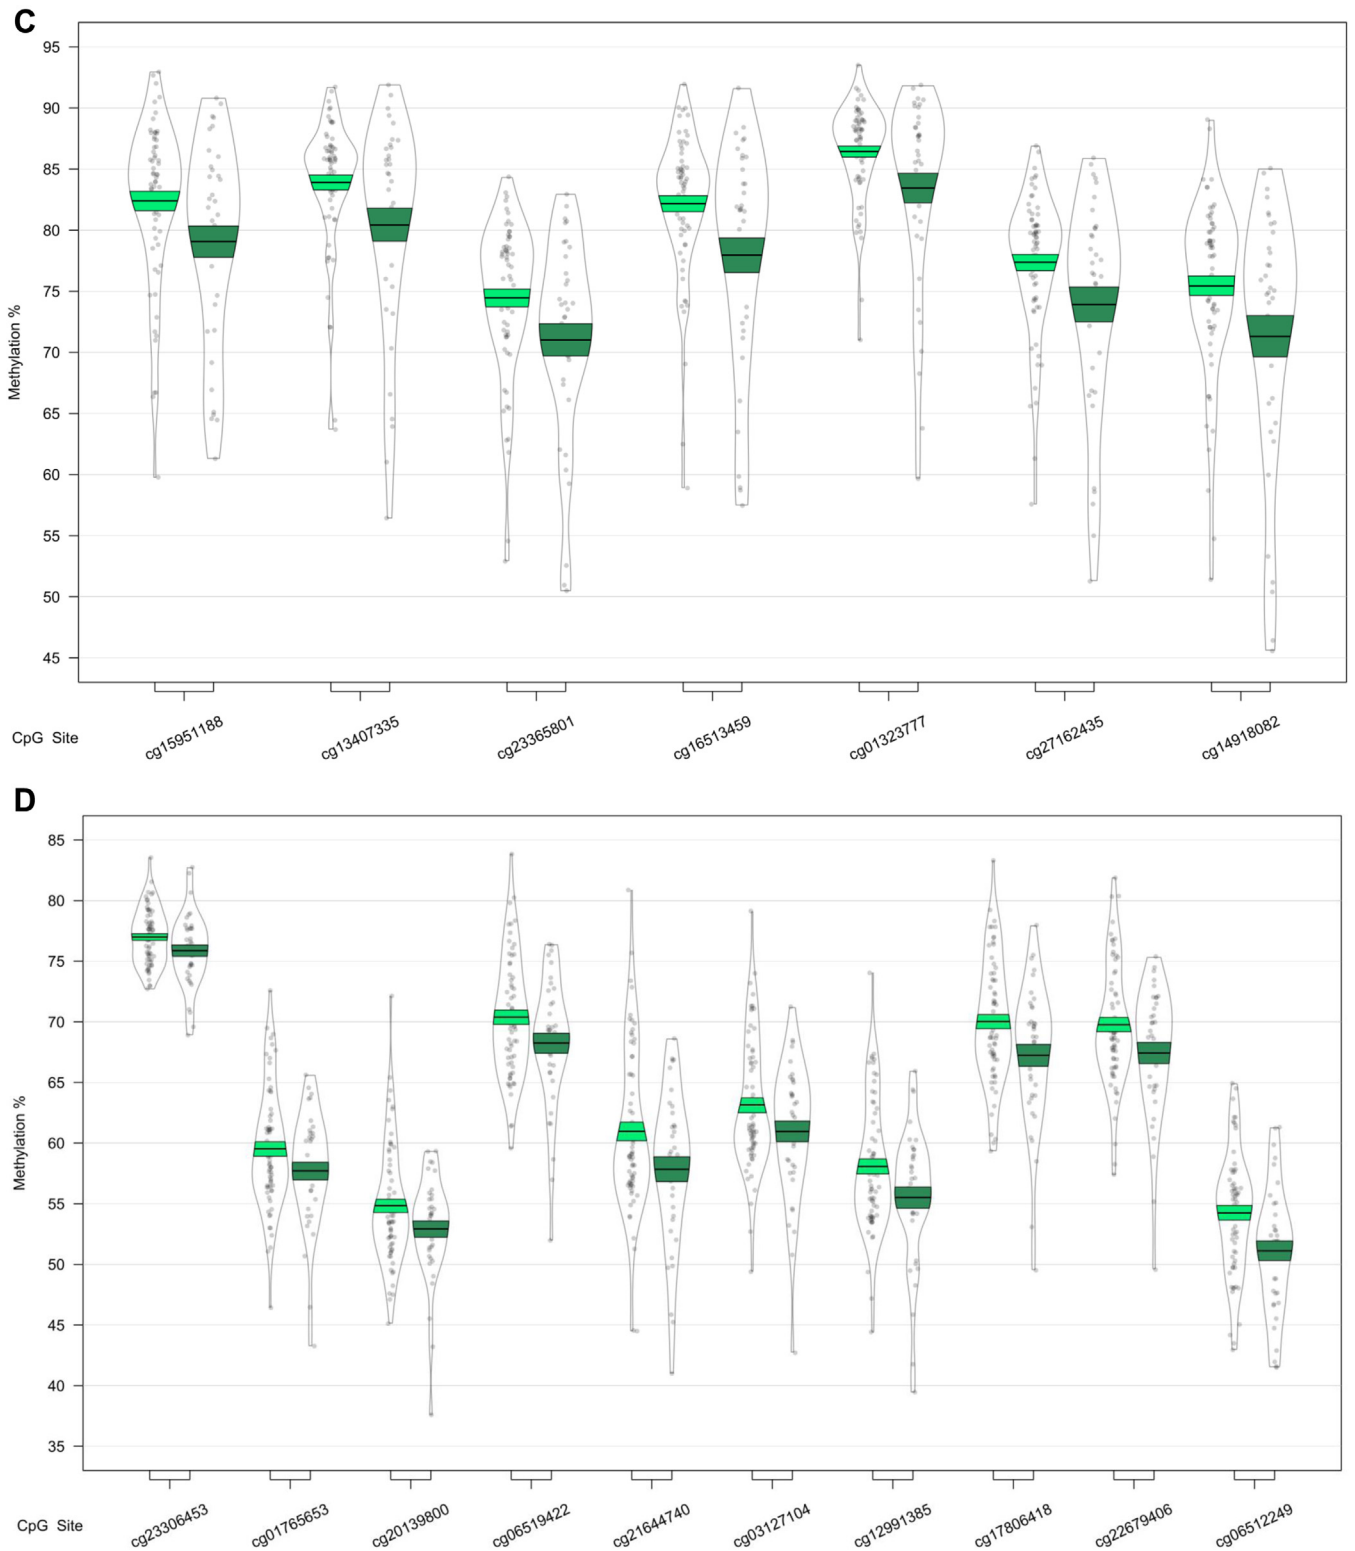 C
95
90
85
80
75
70
65
60
55
50
45
Methylation %
CpG Site
cg15951188
cg13407335
cg23365801
cg16513459
cg01323777
cg27162435
cg14918082
D
85
80
75
70
65
60
55
50
45
40
35
Methylation %
CpG Site
cg23306453
cg01765653
cg20139800
cg06519422
cg21644740
cg03127104
cg12991385
cg17806418
cg22679406
cg06512249